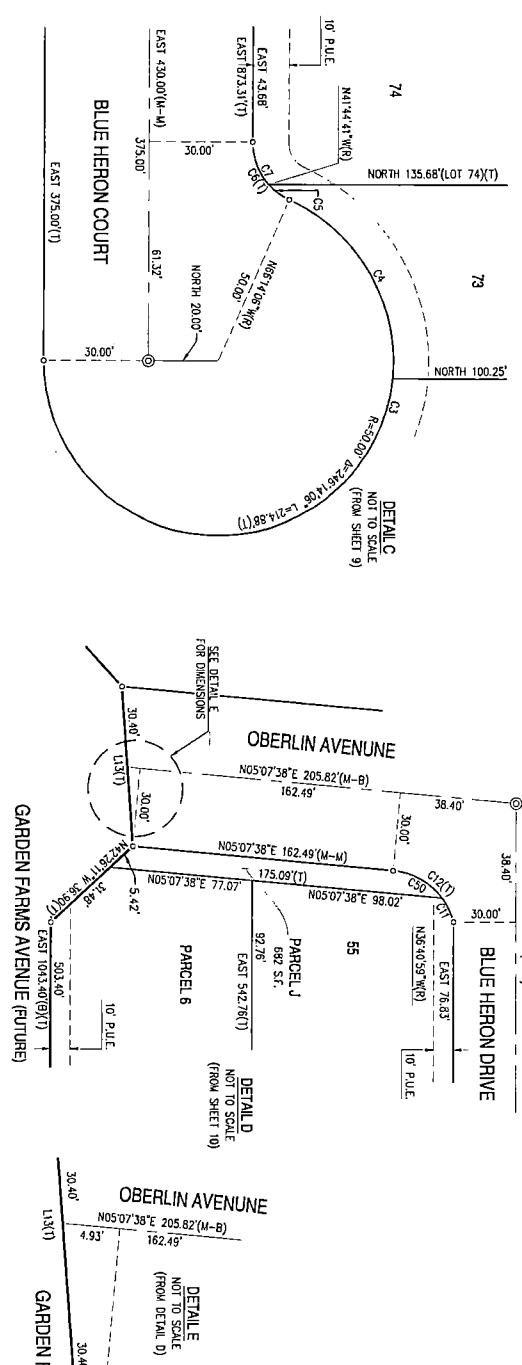 10' P.U.E.
74
N41°44'41"W(R)
NORTH 135.68'(LOT 74)(T)
73
NORTH 100.25'
EAST 43.68'
EAST 873.31'(T)
C7
C6(T)
C5
C4
C3
EAST 430.00'(M-M)
375.00'
30.00'
61.32'
NORTH 20.00'
N66°14'06"W(R)
50.00'
R=50.00' Δ=246°14'06" L=214.88'(T)
BLUE HERON COURT
EAST 375.00'(T)
30.00'
DETAIL C
NOT TO SCALE
(FROM SHEET 9)
SEE DETAIL E
FOR DIMENSIONS
OBERLIN AVENUNE
30.40'
L13(T)
30.00'
N05°07'38"E 205.82'(M-B)
162.49'
38.40'
38.40'
30.00'
30.00'
N05°07'38"E 162.49'(M-M)
C12(T)
C50
C11
175.09'(T)
N05°07'38"E 77.07'
N05°07'38"E 98.02'
N36°40'59"W(R)
EAST 76.83'
BLUE HERON DRIVE
10' P.U.E.
55
PARCEL J
682 S.F.
EAST 542.76'(T)
92.76'
PARCEL 6
5.42'
N42°26'11"W 36.90'(T)
31.48'
503.40'
EAST 1043.40'(B)(T)
10' P.U.E.
GARDEN FARMS AVENUE (FUTURE)
DETAIL D
NOT TO SCALE
(FROM SHEET 10)
OBERLIN AVENUNE
30.40'
L13(T)
N05°07'38"E 205.82'(M-B)
4.93'
162.49'
DETAIL E
NOT TO SCALE
(FROM DETAIL D)
GARDEN